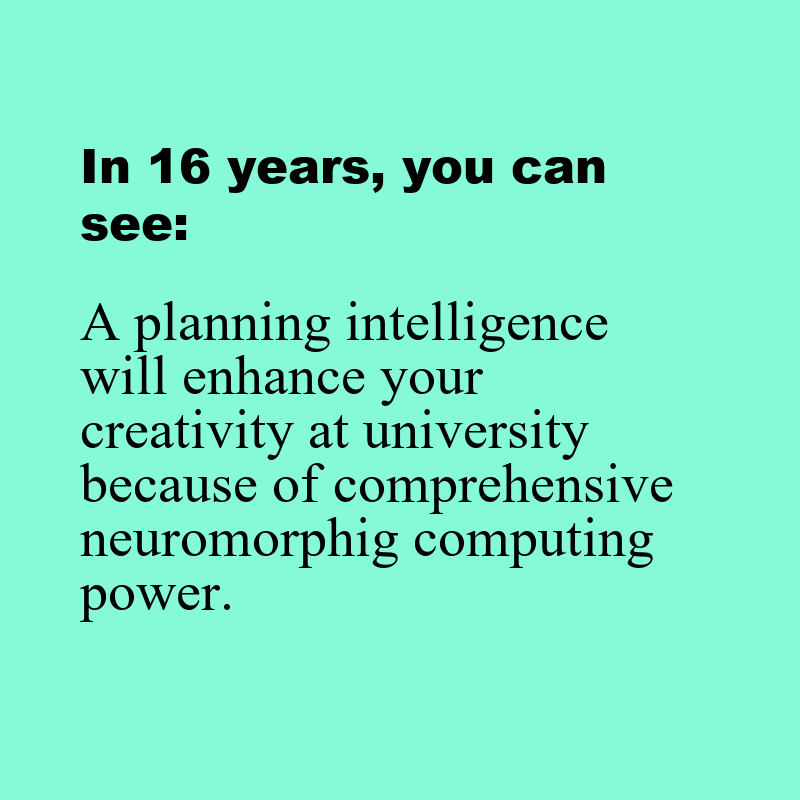 In 16 years, you can
see:
A planning intelligence
will enhance your
creativity at university
because of comprehensive
neuromorphig computing
power.